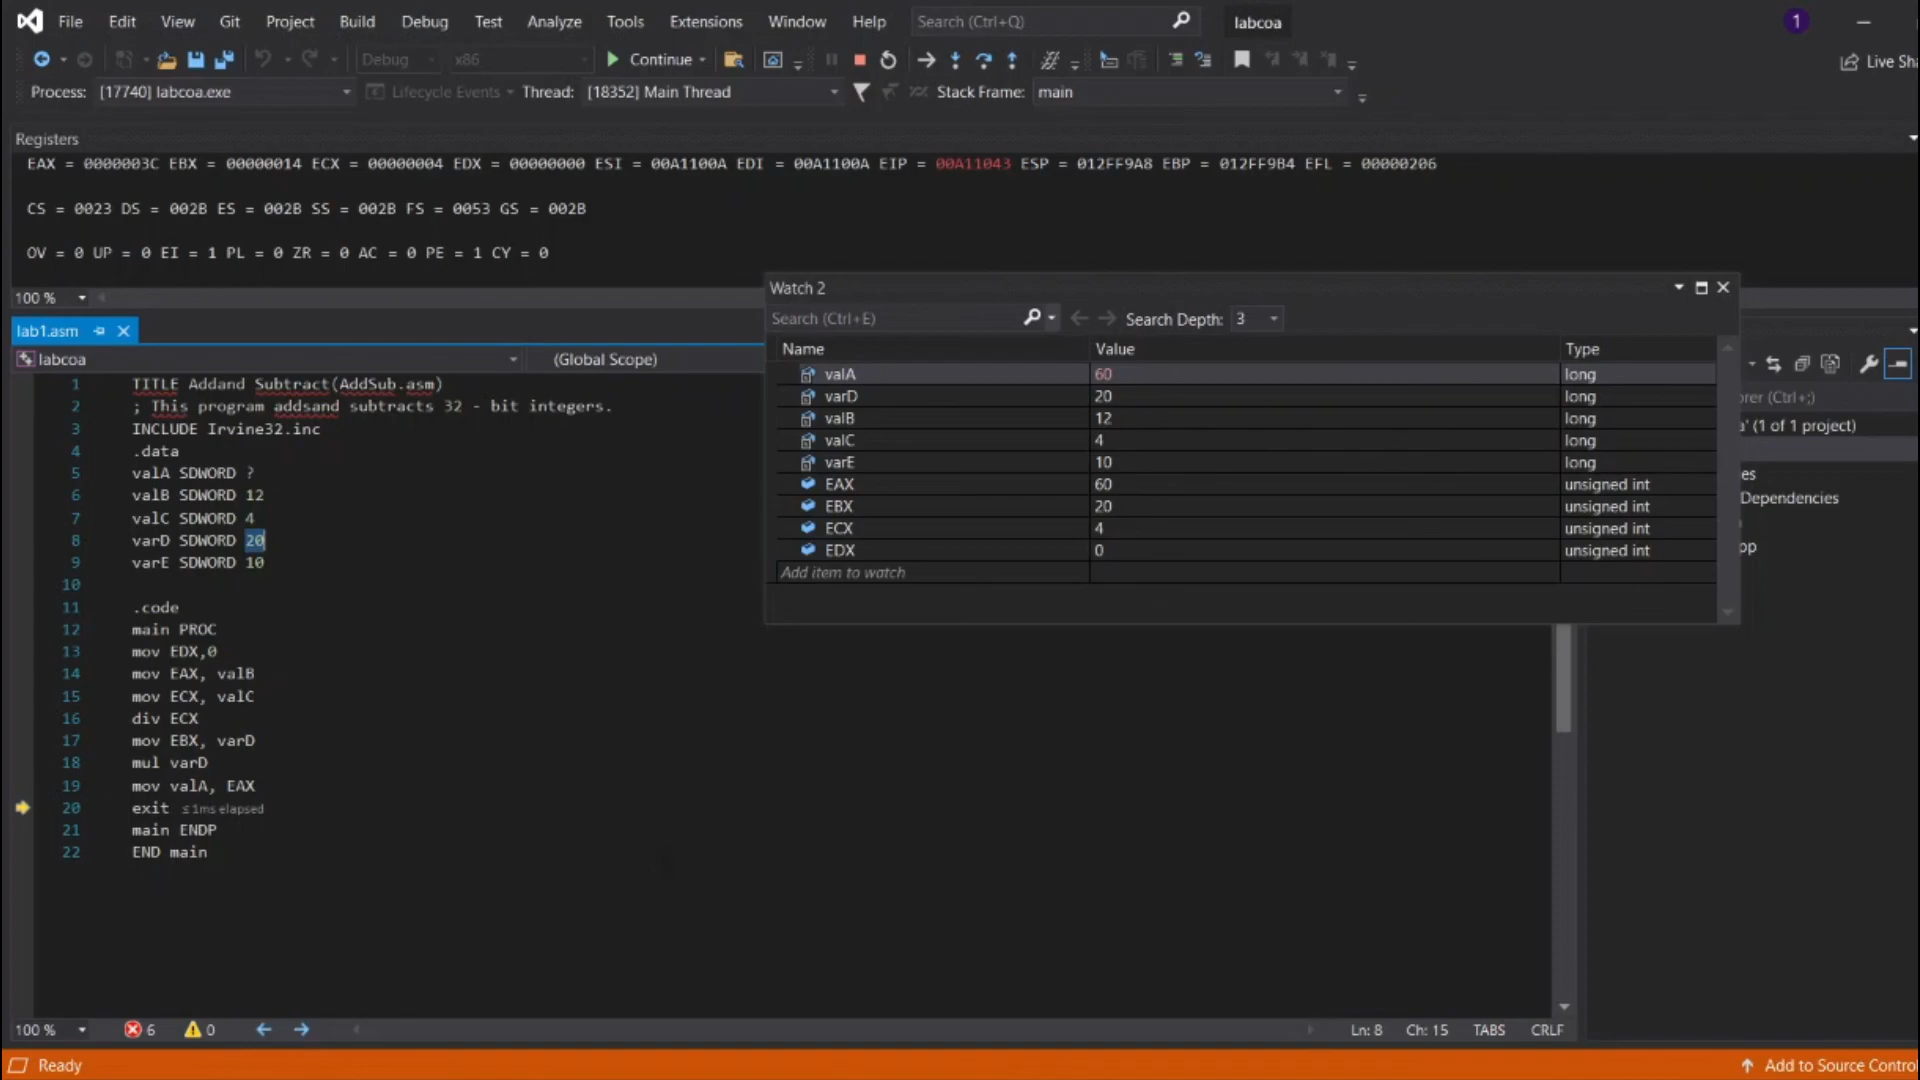 File Edit View Git Project Build Debug Test Analyze Tools Extensions Window Help Search (Ctrl+Q) labcoa 1
Debug x86 Continue Live Sha
Process: [17740] labcoa.exe Lifecycle Events Thread: [18352] Main Thread Stack Frame: main
Registers
EAX = 0000003C EBX = 00000014 ECX = 00000004 EDX = 00000000 ESI = 00A1100A EDI = 00A1100A EIP = 00A11043 ESP = 012FF9A8 EBP = 012FF9B4 EFL = 00000206
CS = 0023 DS = 002B ES = 002B SS = 002B FS = 0053 GS = 002B
OV = 0 UP = 0 EI = 1 PL = 0 ZR = 0 AC = 0 PE = 1 CY = 0
100 %
lab1.asm
labcoa (Global Scope)
1 TITLE Addand Subtract(AddSub.asm)
2 ; This program addsand subtracts 32 - bit integers.
3 INCLUDE Irvine32.inc
4 .data
5 valA SDWORD ?
6 valB SDWORD 12
7 valC SDWORD 4
8 varD SDWORD 20
9 varE SDWORD 10
10
11 .code
12 main PROC
13 mov EDX,0
14 mov EAX, valB
15 mov ECX, valC
16 div ECX
17 mov EBX, varD
18 mul varD
19 mov valA, EAX
20 exit ≤1ms elapsed
21 main ENDP
22 END main
Watch 2
Search (Ctrl+E) Search Depth: 3
Name Value Type
valA 60 long
varD 20 long
valB 12 long
valC 4 long
varE 10 long
EAX 60 unsigned int
EBX 20 unsigned int
ECX 4 unsigned int
EDX 0 unsigned int
Add item to watch
orer (Ctrl+;)
a' (1 of 1 project)
es
Dependencies
pp
100 % 6 0 Ln: 8 Ch: 15 TABS CRLF
Ready Add to Source Control